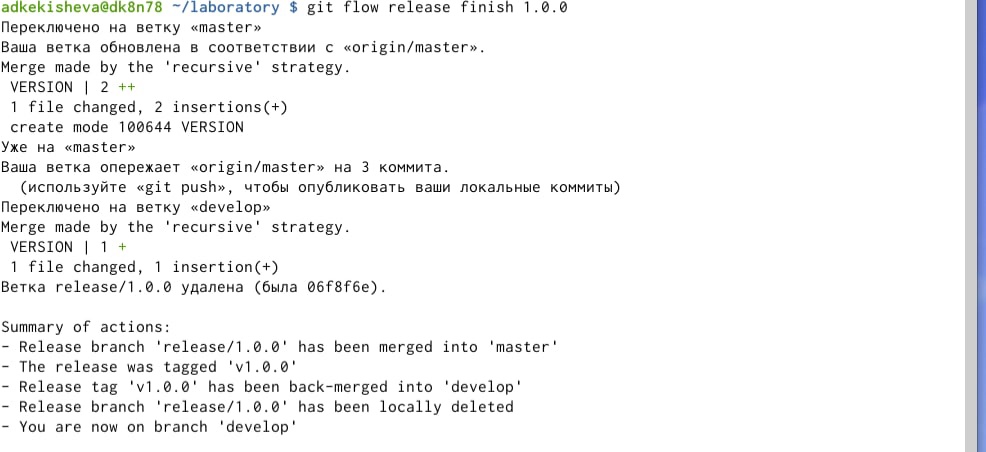 adkekisheva@dk8n78 ~/laboratory $ git flow release finish 1.0.0
Переключено на ветку «master»
Ваша ветка обновлена в соответствии с «origin/master».
Merge made by the 'recursive' strategy.
 VERSION | 2 ++
 1 file changed, 2 insertions(+)
 create mode 100644 VERSION
Уже на «master»
Ваша ветка опережает «origin/master» на 3 коммита.
  (используйте «git push», чтобы опубликовать ваши локальные коммиты)
Переключено на ветку «develop»
Merge made by the 'recursive' strategy.
 VERSION | 1 +
 1 file changed, 1 insertion(+)
Ветка release/1.0.0 удалена (была 06f8f6e).

Summary of actions:
- Release branch 'release/1.0.0' has been merged into 'master'
- The release was tagged 'v1.0.0'
- Release tag 'v1.0.0' has been back-merged into 'develop'
- Release branch 'release/1.0.0' has been locally deleted
- You are now on branch 'develop'